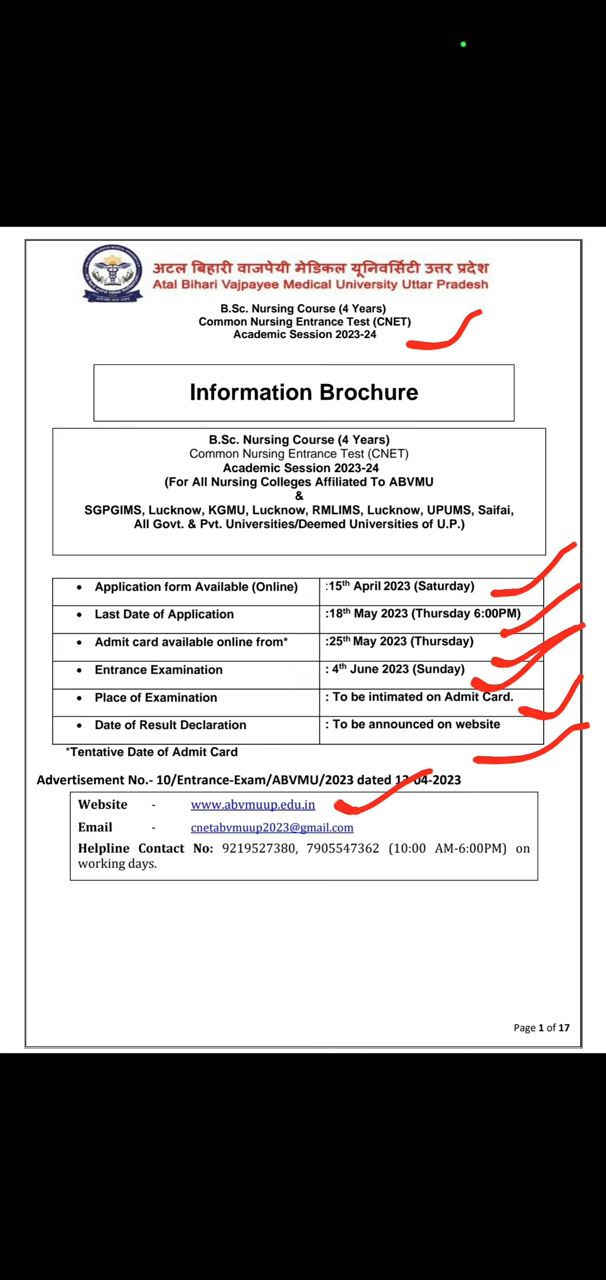 अटल बिहारी वाजपेयी मेडिकल यूनिवर्सिटी उत्तर प्रदेश
Atal Bihari Vajpayee Medical University Uttar Pradesh
B.Sc. Nursing Course (4 Years)
Common Nursing Entrance Test (CNET)
Academic Session 2023-24
Information Brochure
B.Sc. Nursing Course (4 Years)
Common Nursing Entrance Test (CNET)
Academic Session 2023-24
(For All Nursing Colleges Affiliated To ABVMU
&
SGPGIMS, Lucknow, KGMU, Lucknow, RMLIMS, Lucknow, UPUMS, Saifai,
All Govt. & Pvt. Universities/Deemed Universities of U.P.)
• Application form Available (Online) :15th April 2023 (Saturday)
• Last Date of Application :18th May 2023 (Thursday 6:00PM)
• Admit card available online from* :25th May 2023 (Thursday)
• Entrance Examination : 4th June 2023 (Sunday)
• Place of Examination : To be intimated on Admit Card.
• Date of Result Declaration : To be announced on website
*Tentative Date of Admit Card
Advertisement No.- 10/Entrance-Exam/ABVMU/2023 dated 13-04-2023
Website - www.abvmuup.edu.in
Email - cnetabvmuup2023@gmail.com
Helpline Contact No: 9219527380, 7905547362 (10:00 AM-6:00PM) on
working days.
Page 1 of 17